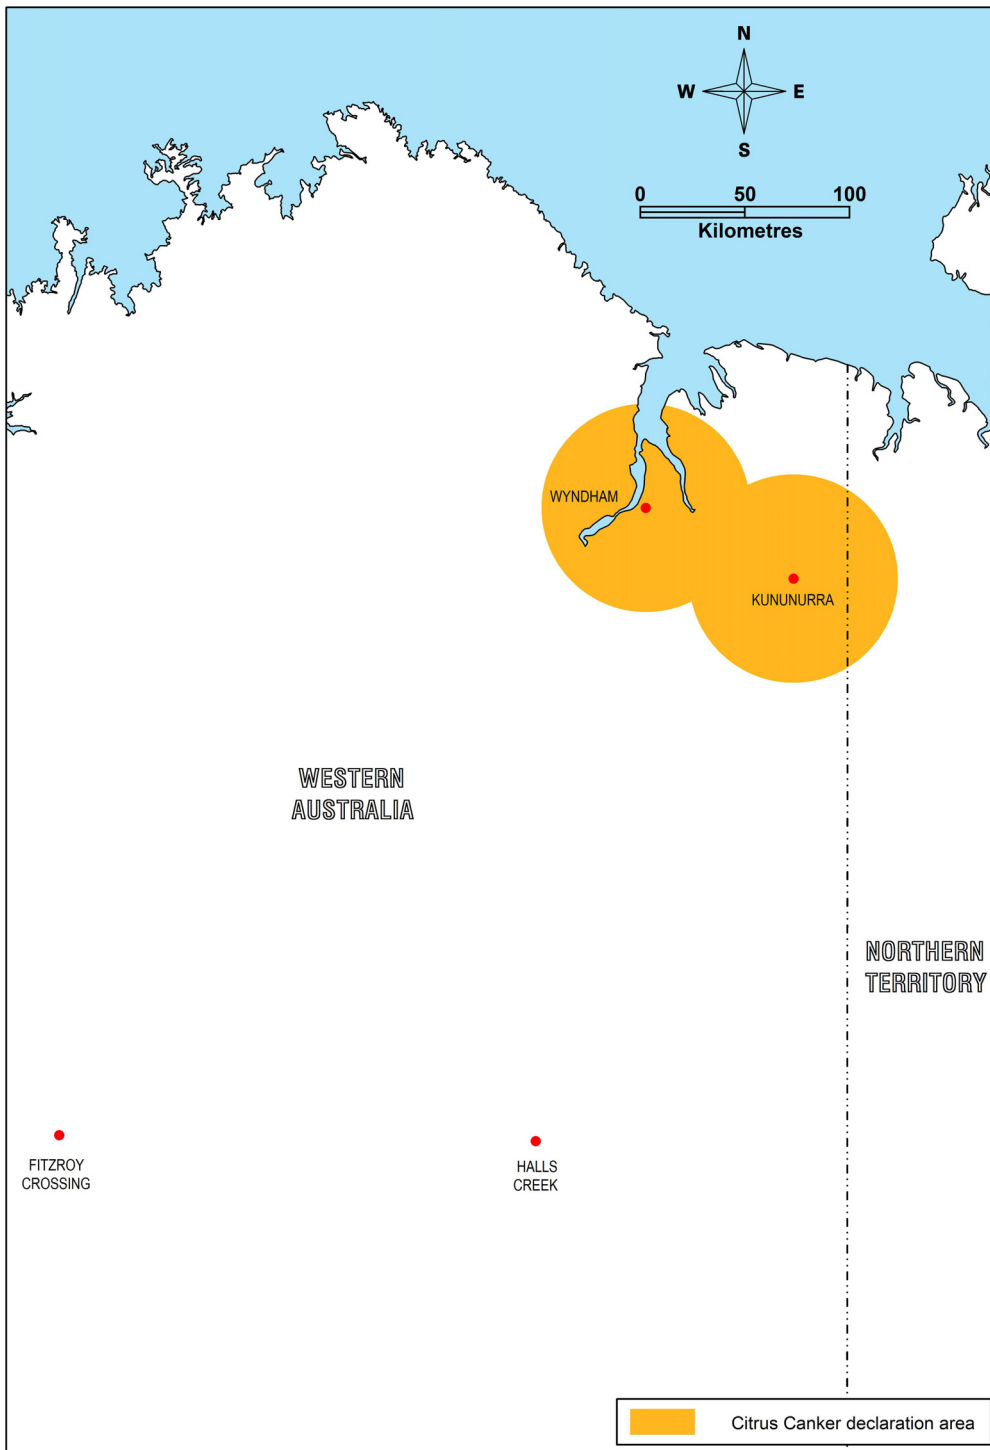 N
W E
S
0 50 100
Kilometres
WYNDHAM
KUNUNURRA
WESTERN
AUSTRALIA
NORTHERN
TERRITORY
FITZROY
CROSSING
HALLS
CREEK
Citrus Canker declaration area